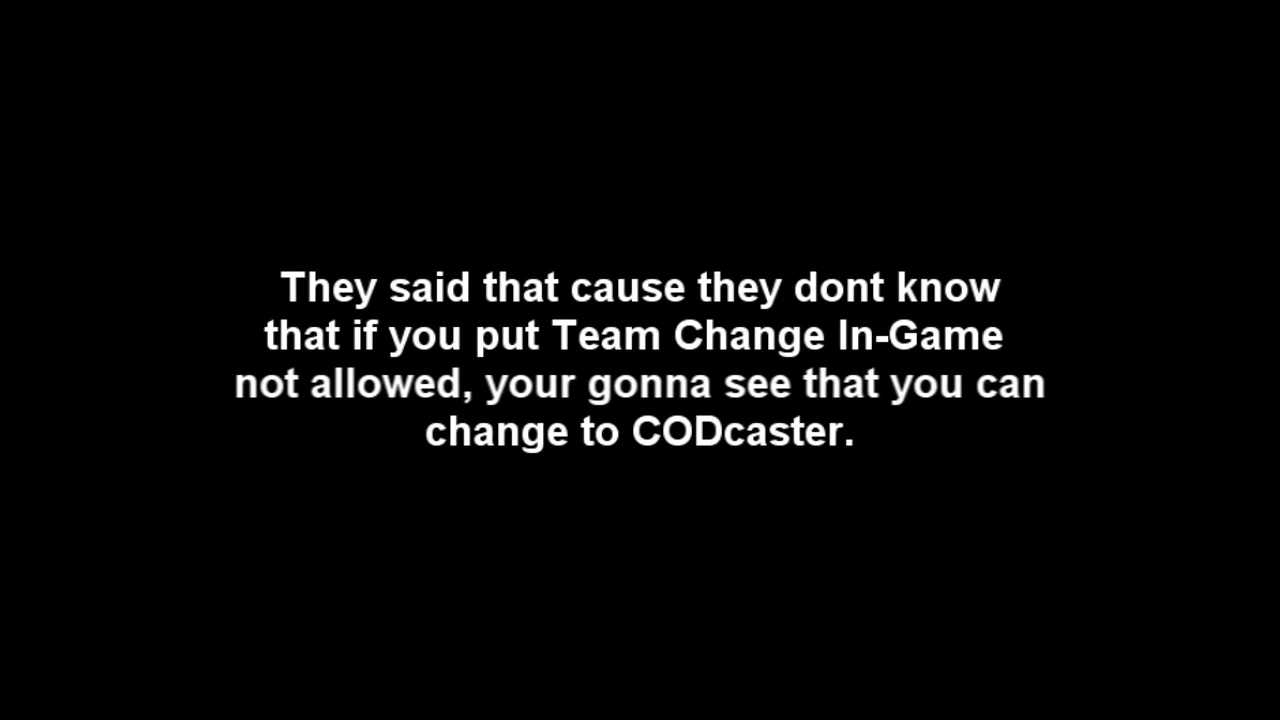 They said that cause they dont know
that if you put Team Change In-Game
not allowed, your gonna see that you can
change to CODcaster.